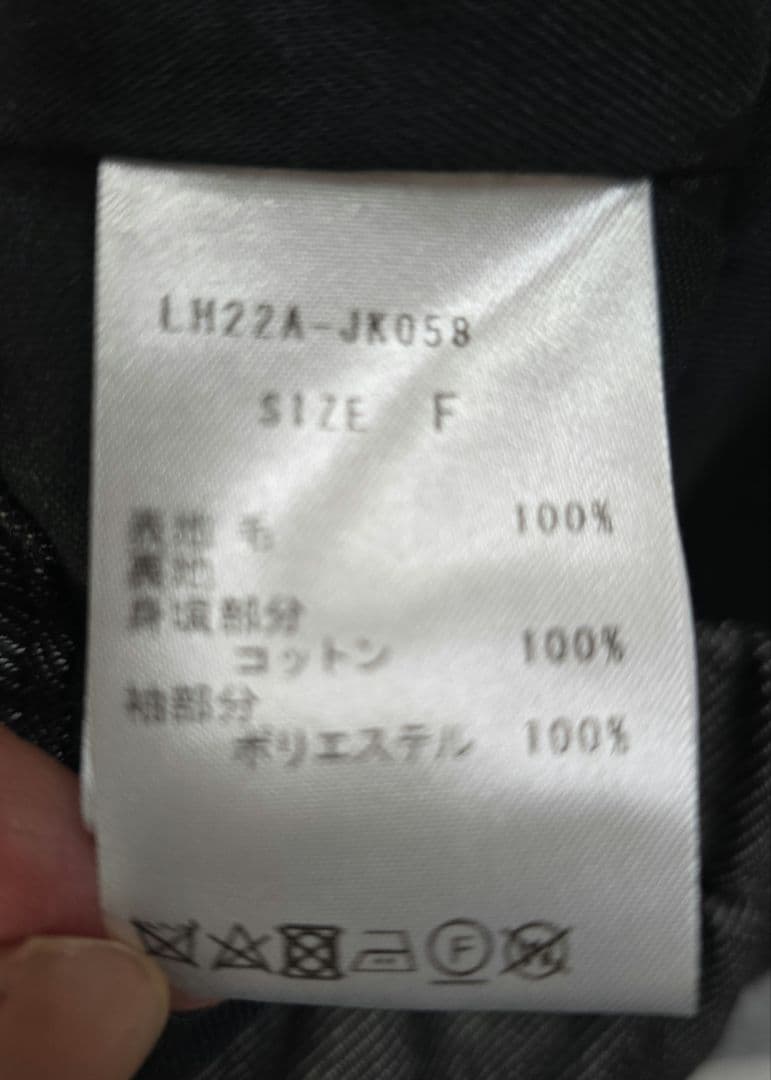 LH22A-JK058
SIZE F
表地 毛 100%
裏地
身頃部分
コットン 100%
袖部分
ポリエステル 100%
F
W